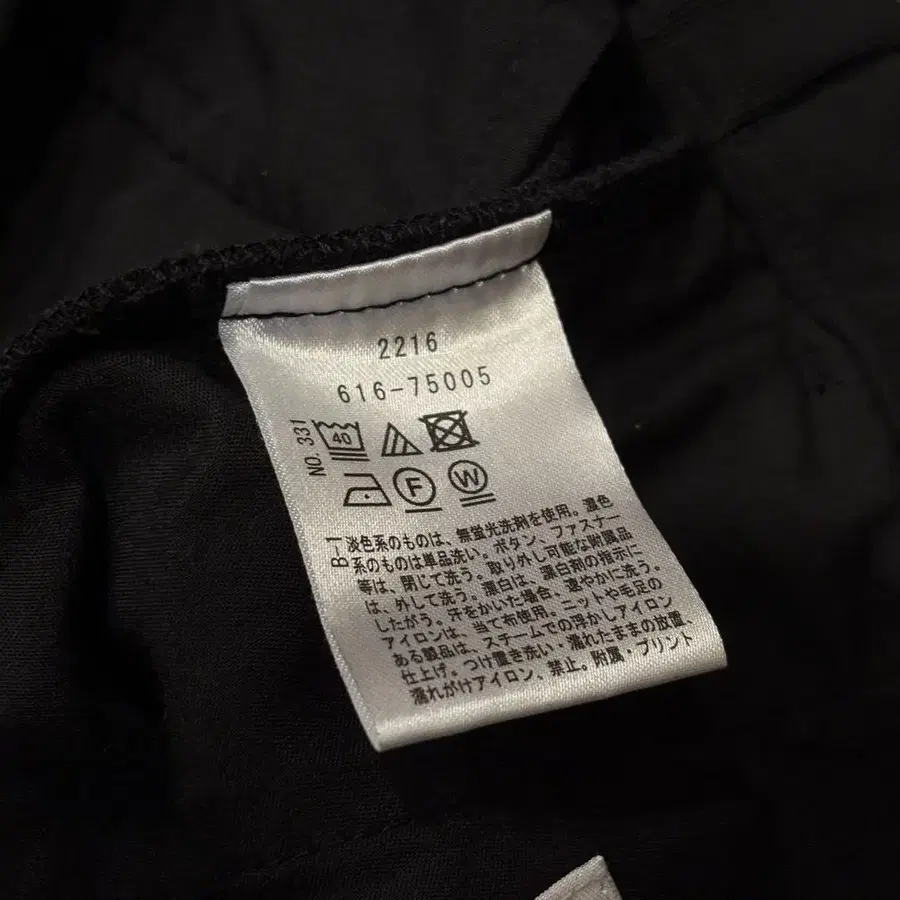 2216
616-75005
NO. 331
40
F W
B-1
淡色系のものは、無蛍光洗剤を使用。濃色
系のものは単品洗い。ボタン、ファスナー
等は、閉じて洗う。取り外し可能な附属品
は、外して洗う。漂白は、漂白剤の指示に
したがう。汗をかいた場合、速やかに洗う。
アイロンは、当て布使用。ニットや毛足の
ある製品は、スチームでの浮かしアイロン
仕上げ。つけ置き洗い・濡れたままの放置、
濡れがけアイロン、禁止。附属・プリント